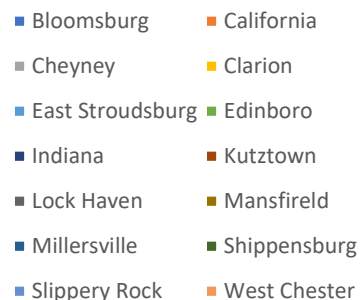 Bloomsburg California
Cheyney Clarion
East Stroudsburg Edinboro
Indiana Kutztown
Lock Haven Mansfireld
Millersville Shippensburg
Slippery Rock West Chester